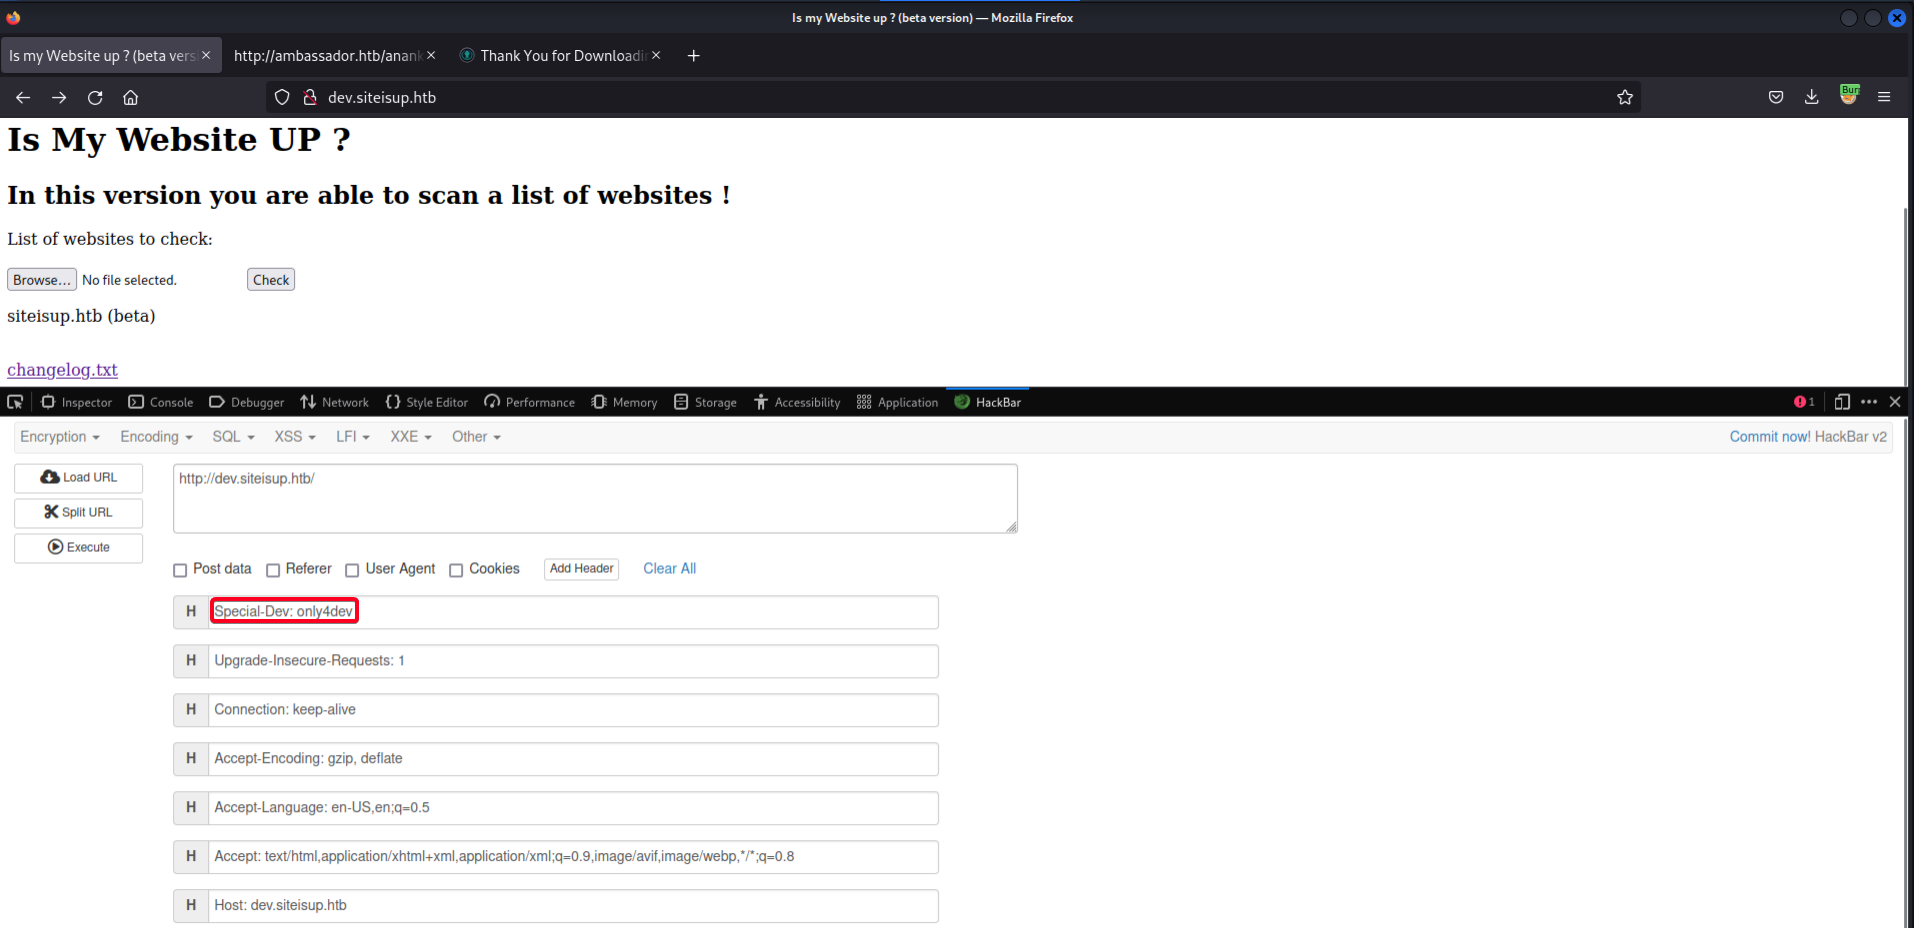 Is my Website up ? (beta version) — Mozilla Firefox
Is my Website up ? (beta vers
http://ambassador.htb/anank
Thank You for Downloadi
dev.siteisup.htb
Bur
Is My Website UP ?
In this version you are able to scan a list of websites !
List of websites to check:
Browse... No file selected. Check
siteisup.htb (beta)
changelog.txt
Inspector Console Debugger Network Style Editor Performance Memory Storage Accessibility Application HackBar 1
Encryption Encoding SQL XSS LFI XXE Other Commit now! HackBar v2
Load URL http://dev.siteisup.htb/
Split URL
Execute
Post data Referer User Agent Cookies Add Header Clear All
H Special-Dev: only4dev
H Upgrade-Insecure-Requests: 1
H Connection: keep-alive
H Accept-Encoding: gzip, deflate
H Accept-Language: en-US,en;q=0.5
H Accept: text/html,application/xhtml+xml,application/xml;q=0.9,image/avif,image/webp,*/*;q=0.8
H Host: dev.siteisup.htb